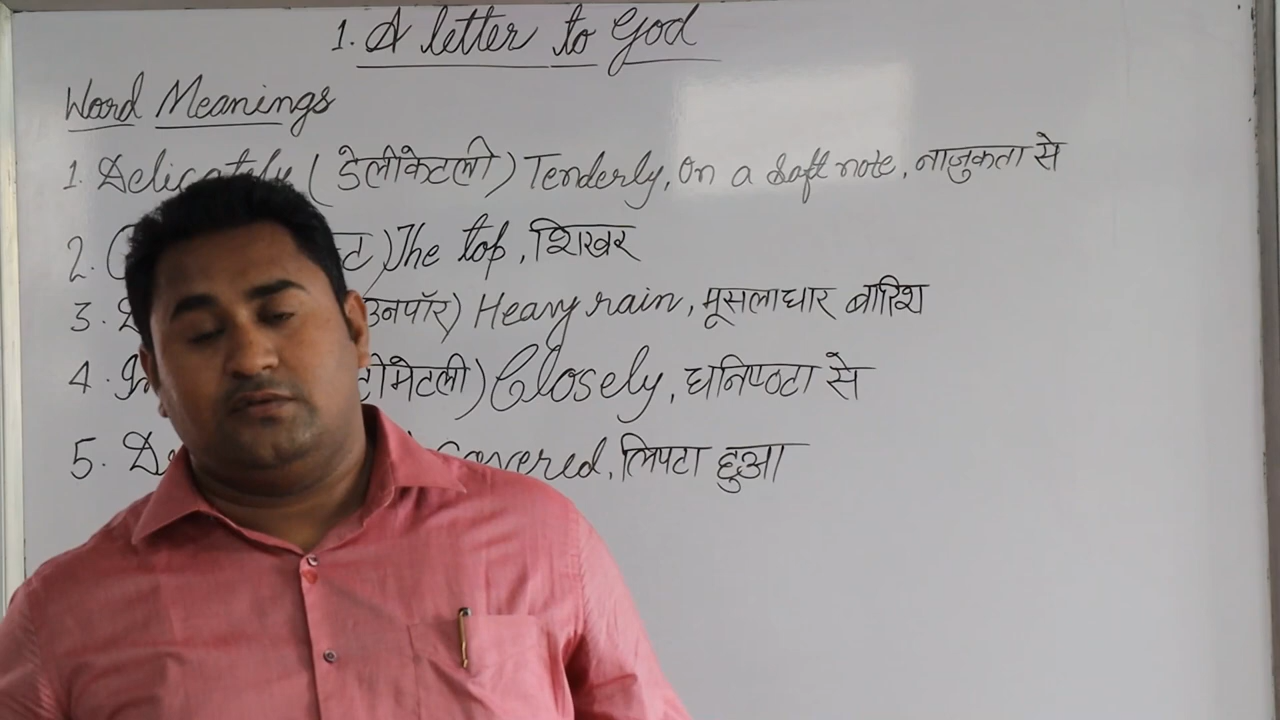 1. A letter to God
Word Meanings
1. Delicately (डेलीकेटली) Tenderly, On a soft note, नाजुकता से
2. ) The top, शिखर
3. उनपॉर) Heavy rain, मूसलाधार बारिश
4. टीमेटली) Closely, घनिष्ठटा से
5. Covered, लिपटा हुआ